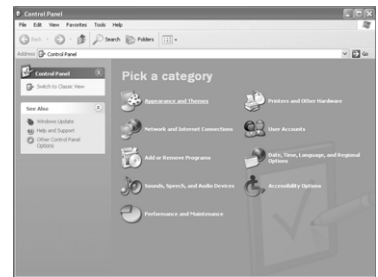 Control Panel
File Edit View Favorites Tools Help
Back Search Folders
Address Control Panel Go
Control Panel
Switch to Classic View
See Also
Windows Update
Help and Support
Other Control Panel
Options
Pick a category
Appearance and Themes
Printers and Other Hardware
Network and Internet Connections
User Accounts
Add or Remove Programs
Date, Time, Language, and Regional
Options
Sounds, Speech, and Audio Devices
Accessibility Options
Performance and Maintenance